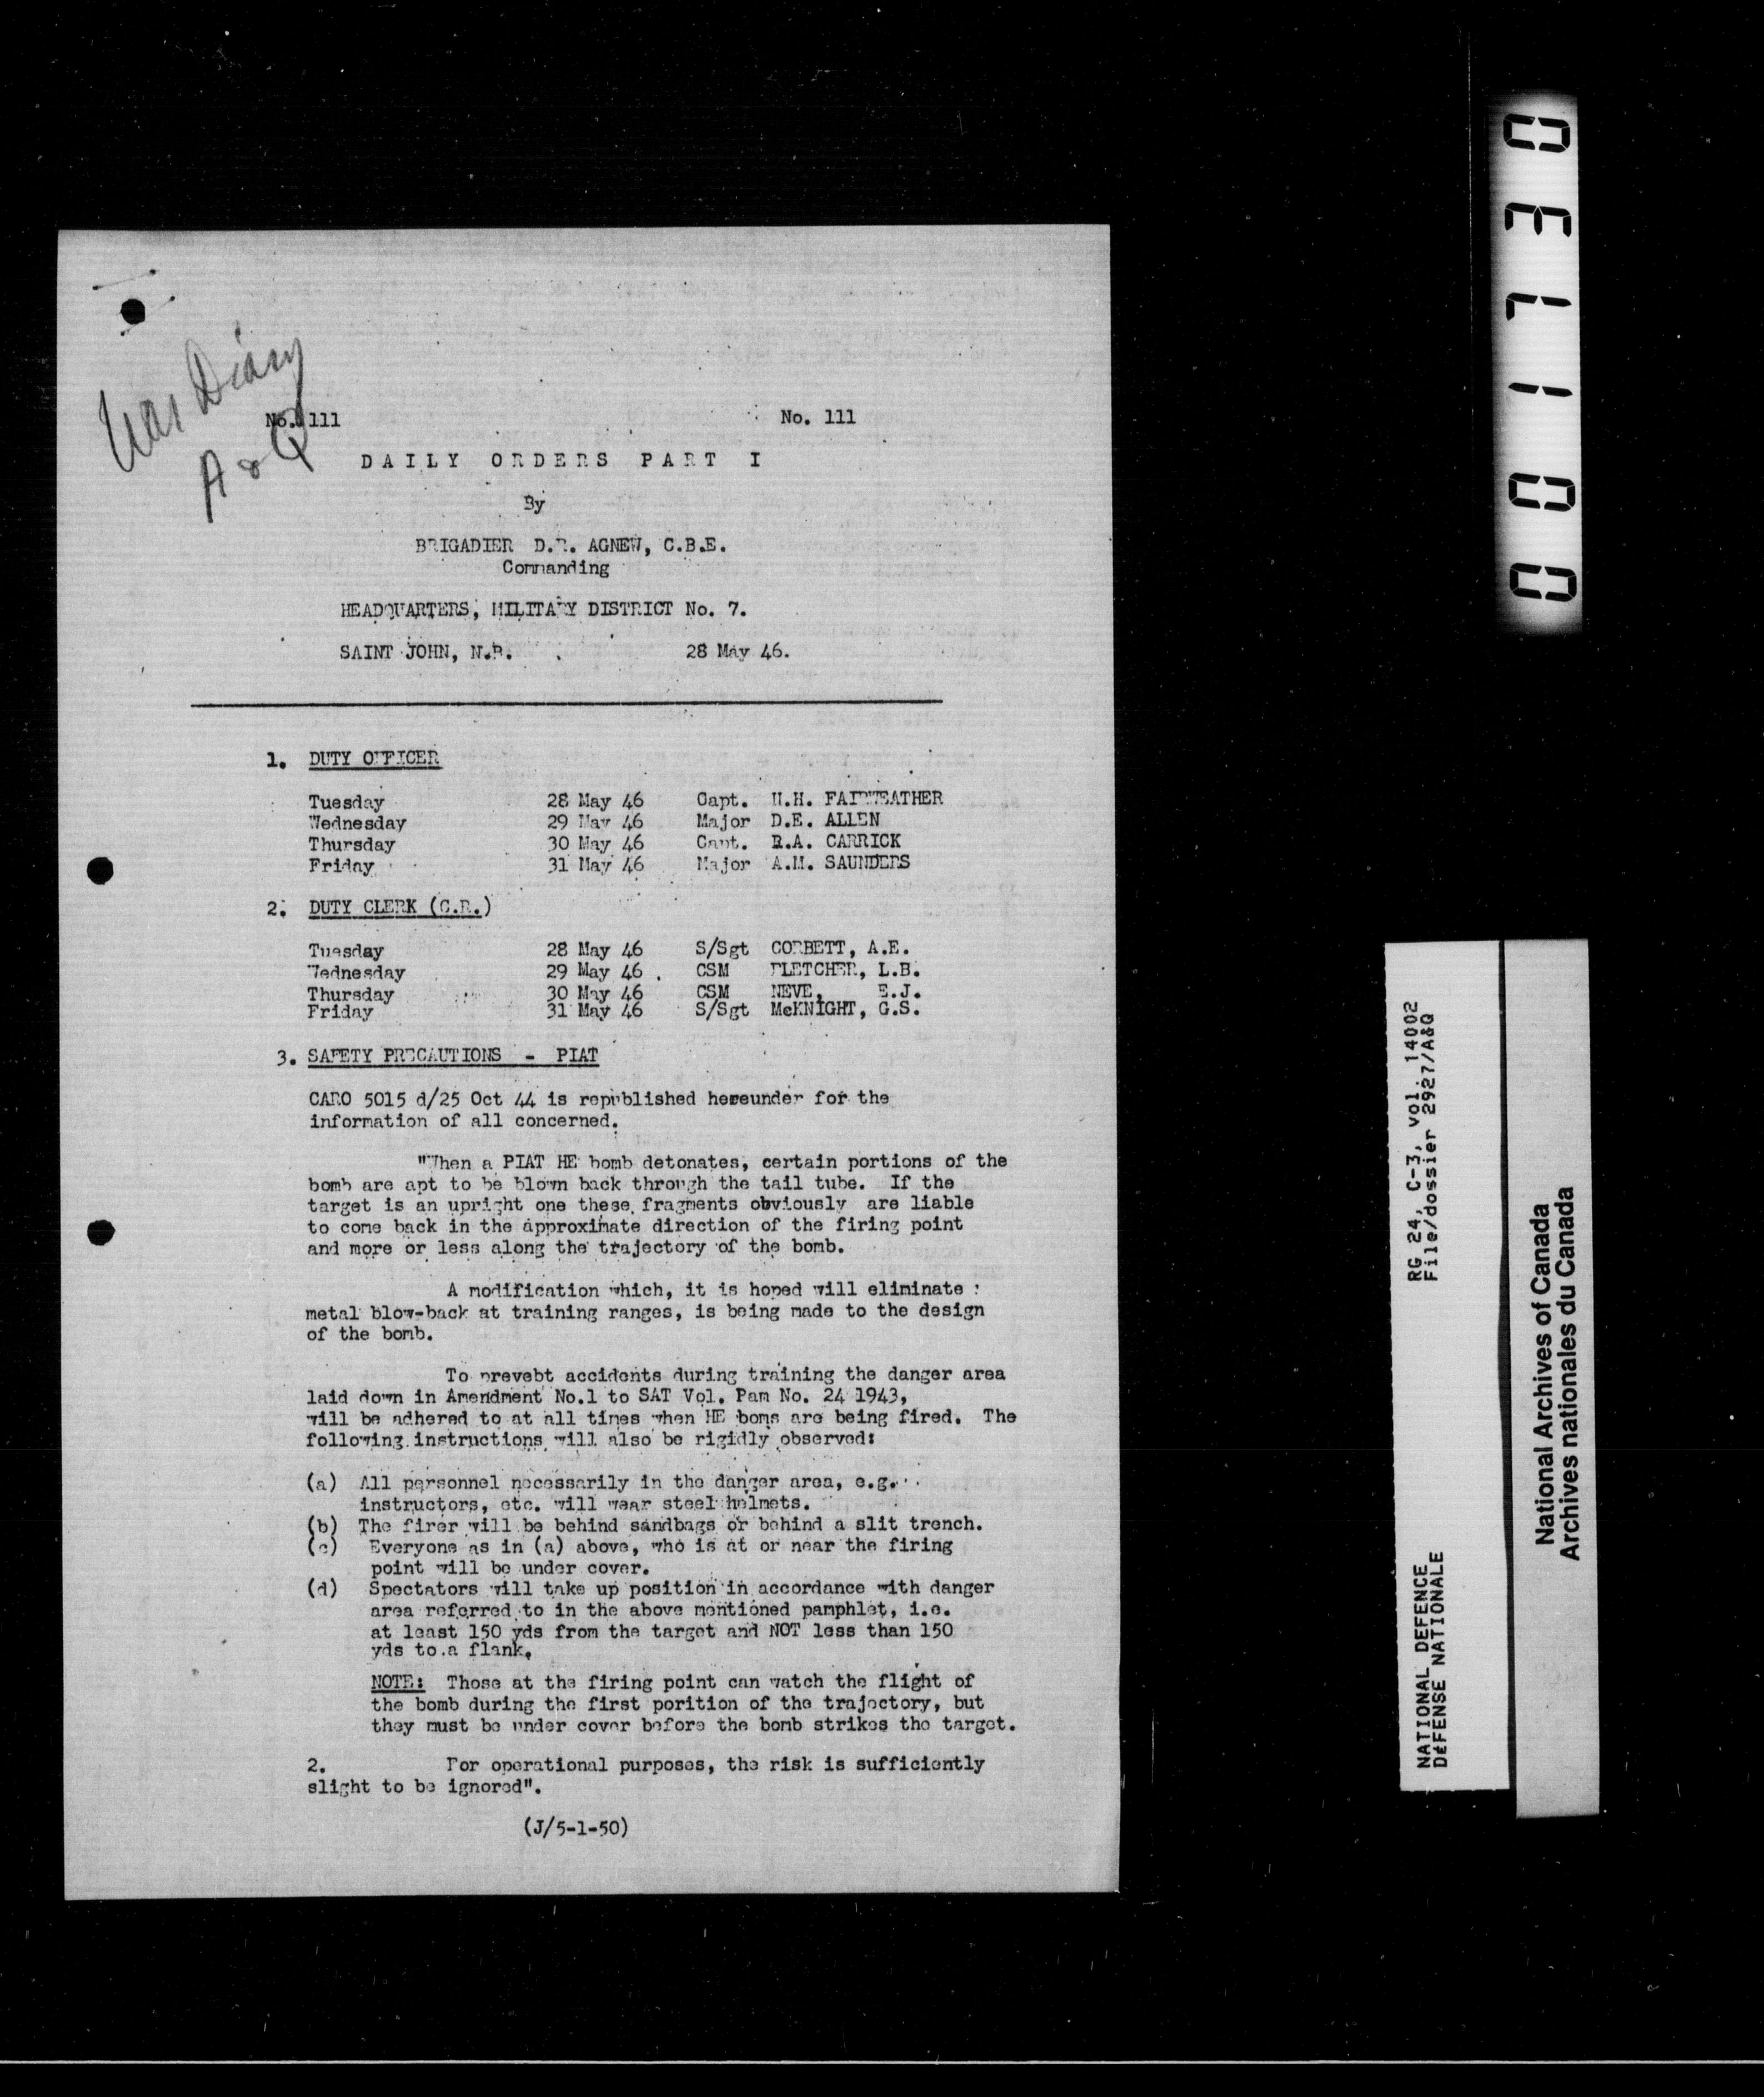 War Diary
A & Q
No. 111 No. 111
DAILY ORDERS PART I
By
BRIGADIER D.R. AGNEW, C.B.E.
Commanding
HEADQUARTERS, MILITARY DISTRICT No. 7.
SAINT JOHN, N.B. 28 May 46.
1. DUTY OFFICER
Tuesday 28 May 46 Capt. H.H. FAIRWEATHER
Wednesday 29 May 46 Major D.E. ALLEN
Thursday 30 May 46 Capt. R.A. CARRICK
Friday 31 May 46 Major A.M. SAUNDERS
2. DUTY CLERK (C.R.)
Tuesday 28 May 46 S/Sgt CORBETT, A.E.
Wednesday 29 May 46 CSM FLETCHER, L.B.
Thursday 30 May 46 CSM NEVE, E.J.
Friday 31 May 46 S/Sgt McKNIGHT, G.S.
3. SAFETY PRECAUTIONS - PIAT
CARO 5015 d/25 Oct 44 is republished hereunder for the
information of all concerned.
"When a PIAT HE bomb detonates, certain portions of the
bomb are apt to be blown back through the tail tube. If the
target is an upright one these fragments obviously are liable
to come back in the approximate direction of the firing point
and more or less along the trajectory of the bomb.
A modification which, it is hoped will eliminate
metal blow-back at training ranges, is being made to the design
of the bomb.
To prevebt accidents during training the danger area
laid down in Amendment No.1 to SAT Vol. Pam No. 24 1943,
will be adhered to at all times when HE boms are being fired. The
following instructions will also be rigidly observed:
(a) All personnel necessarily in the danger area, e.g.
instructors, etc. will wear steel helmets.
(b) The firer will be behind sandbags or behind a slit trench.
(c) Everyone as in (a) above, who is at or near the firing
point will be under cover.
(d) Spectators will take up position in accordance with danger
area referred to in the above mentioned pamphlet, i.e.
at least 150 yds from the target and NOT less than 150
yds to a flank.
NOTE: Those at the firing point can watch the flight of
the bomb during the first porition of the trajectory, but
they must be under cover before the bomb strikes the target.
2. For operational purposes, the risk is sufficiently
slight to be ignored".
(J/5-1-50)
001730
RG 24, C-3, vol. 14002
File/dossier 2927/A&Q
NATIONAL DEFENCE
DÉFENSE NATIONALE
National Archives of Canada
Archives nationales du Canada